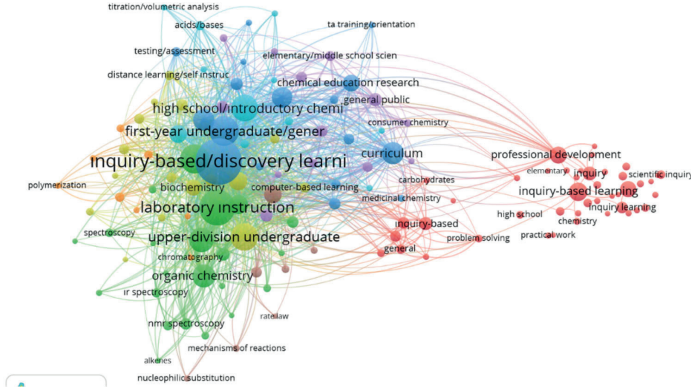 titration/volumetric analysis
acids/bases
ta training/orientation
testing/assessment
elementary/middle school scien
distance learning/self instruc
chemical education research
high school/introductory chemi
general public
consumer chemistry
first-year undergraduate/gener
curriculum
professional development
inquiry-based/discovery learni
elementary
inquiry
scientific inquiry
polymerization
biochemistry
computer-based learning
carbohydrates
inquiry-based learning
medicinal chemistry
laboratory instruction
inquiry learning
high school
chemistry
inquiry-based
spectroscopy
upper-division undergraduate
problem solving
practical work
general
chromatography
organic chemistry
ir spectroscopy
rate law
nmr spectroscopy
mechanisms of reactions
alkenes
nucleophilic substitution